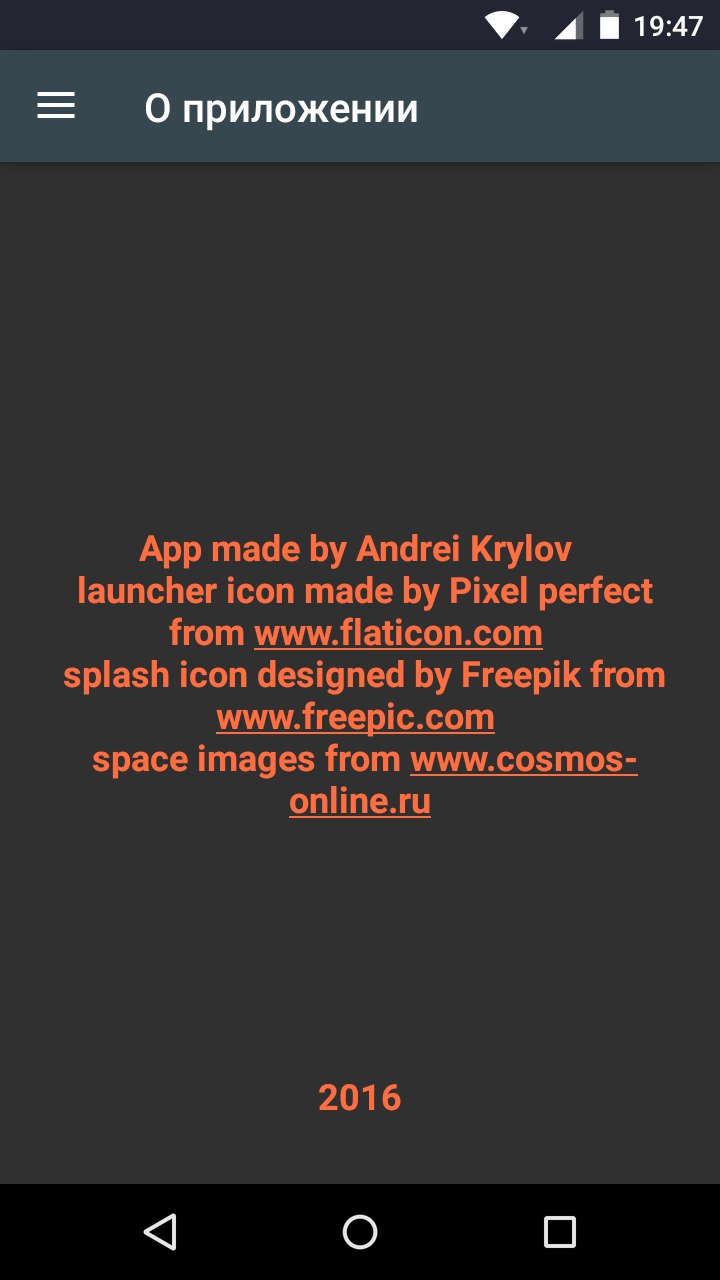 19:47
О приложении
App made by Andrei Krylov
launcher icon made by Pixel perfect
from www.flaticon.com
splash icon designed by Freepik from
www.freepic.com
space images from www.cosmos-
online.ru
2016